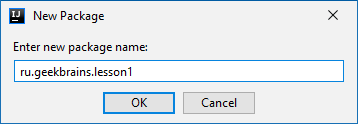 New Package
Enter new package name:
ru.geekbrains.lesson1
OK
Cancel